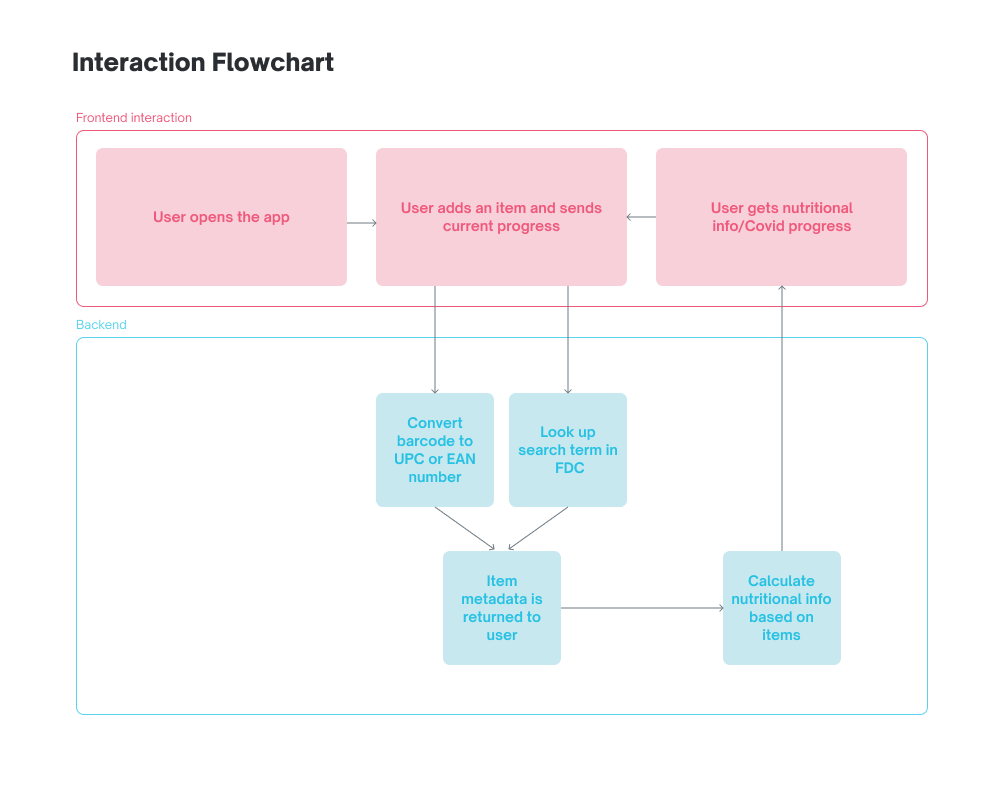 Interaction Flowchart
Frontend interaction
User opens the app
User adds an item and sends
current progress
User gets nutritional
info/Covid progress
Backend
Convert
barcode to
UPC or EAN
number
Look up
search term in
FDC
Item
metadata is
returned to
user
Calculate
nutritional info
based on
items